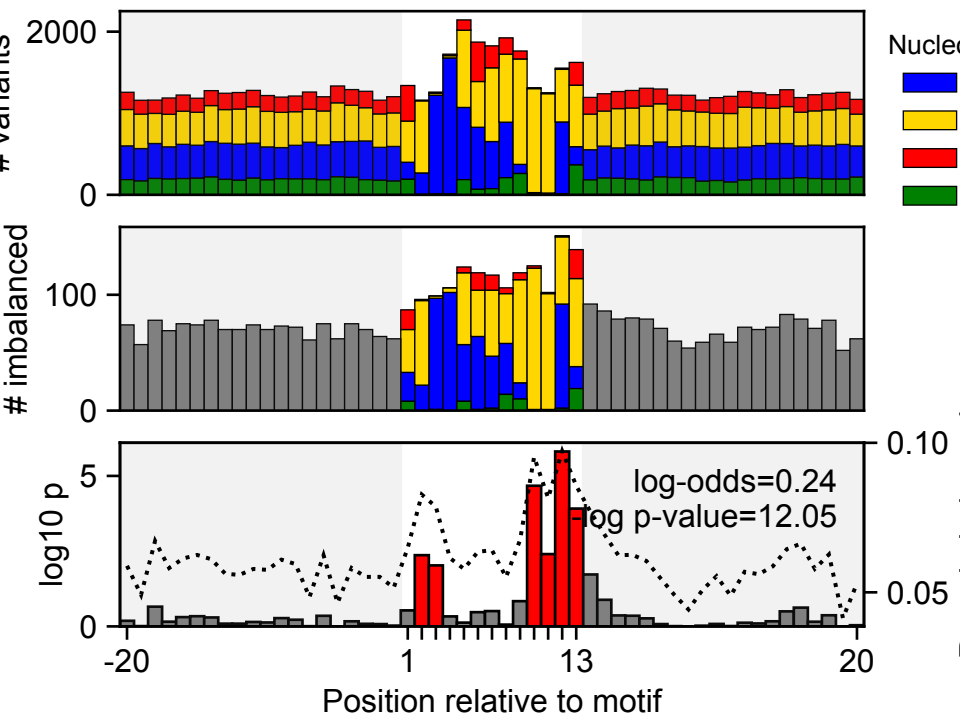 2000
0
# variants
Nucleo
100
0
# imbalanced
5
0
log10 p
log-odds=0.24
-log p-value=12.05
0.10
0.05
-20
1
13
20
Position relative to motif